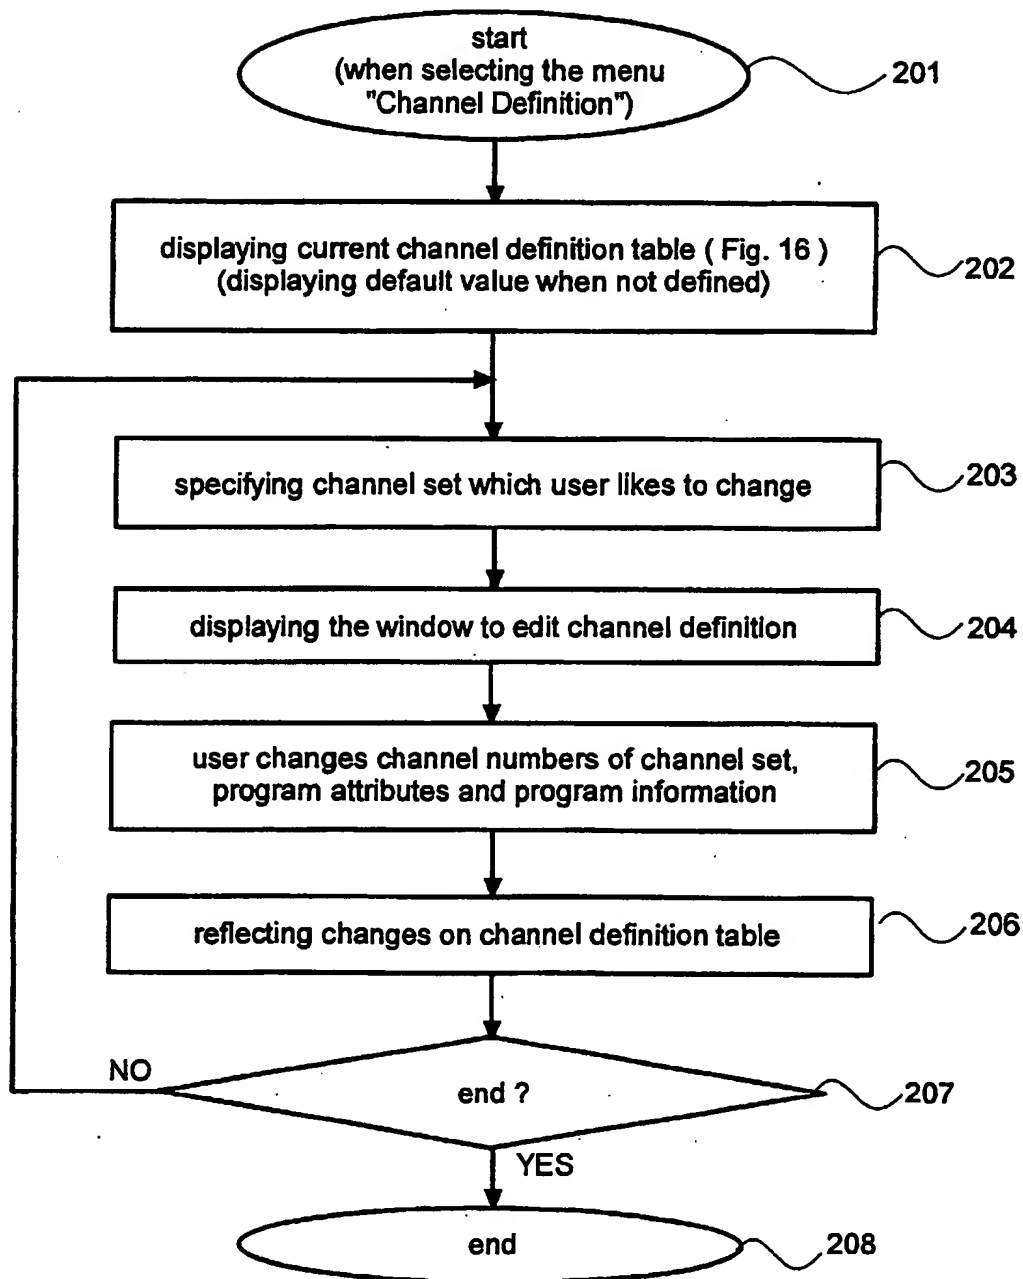 start
(when selecting the menu
"Channel Definition")
201
displaying current channel definition table ( Fig. 16 )
(displaying default value when not defined)
202
specifying channel set which user likes to change
203
displaying the window to edit channel definition
204
user changes channel numbers of channel set,
program attributes and program information
205
reflecting changes on channel definition table
206
NO
end ?
207
YES
end
208